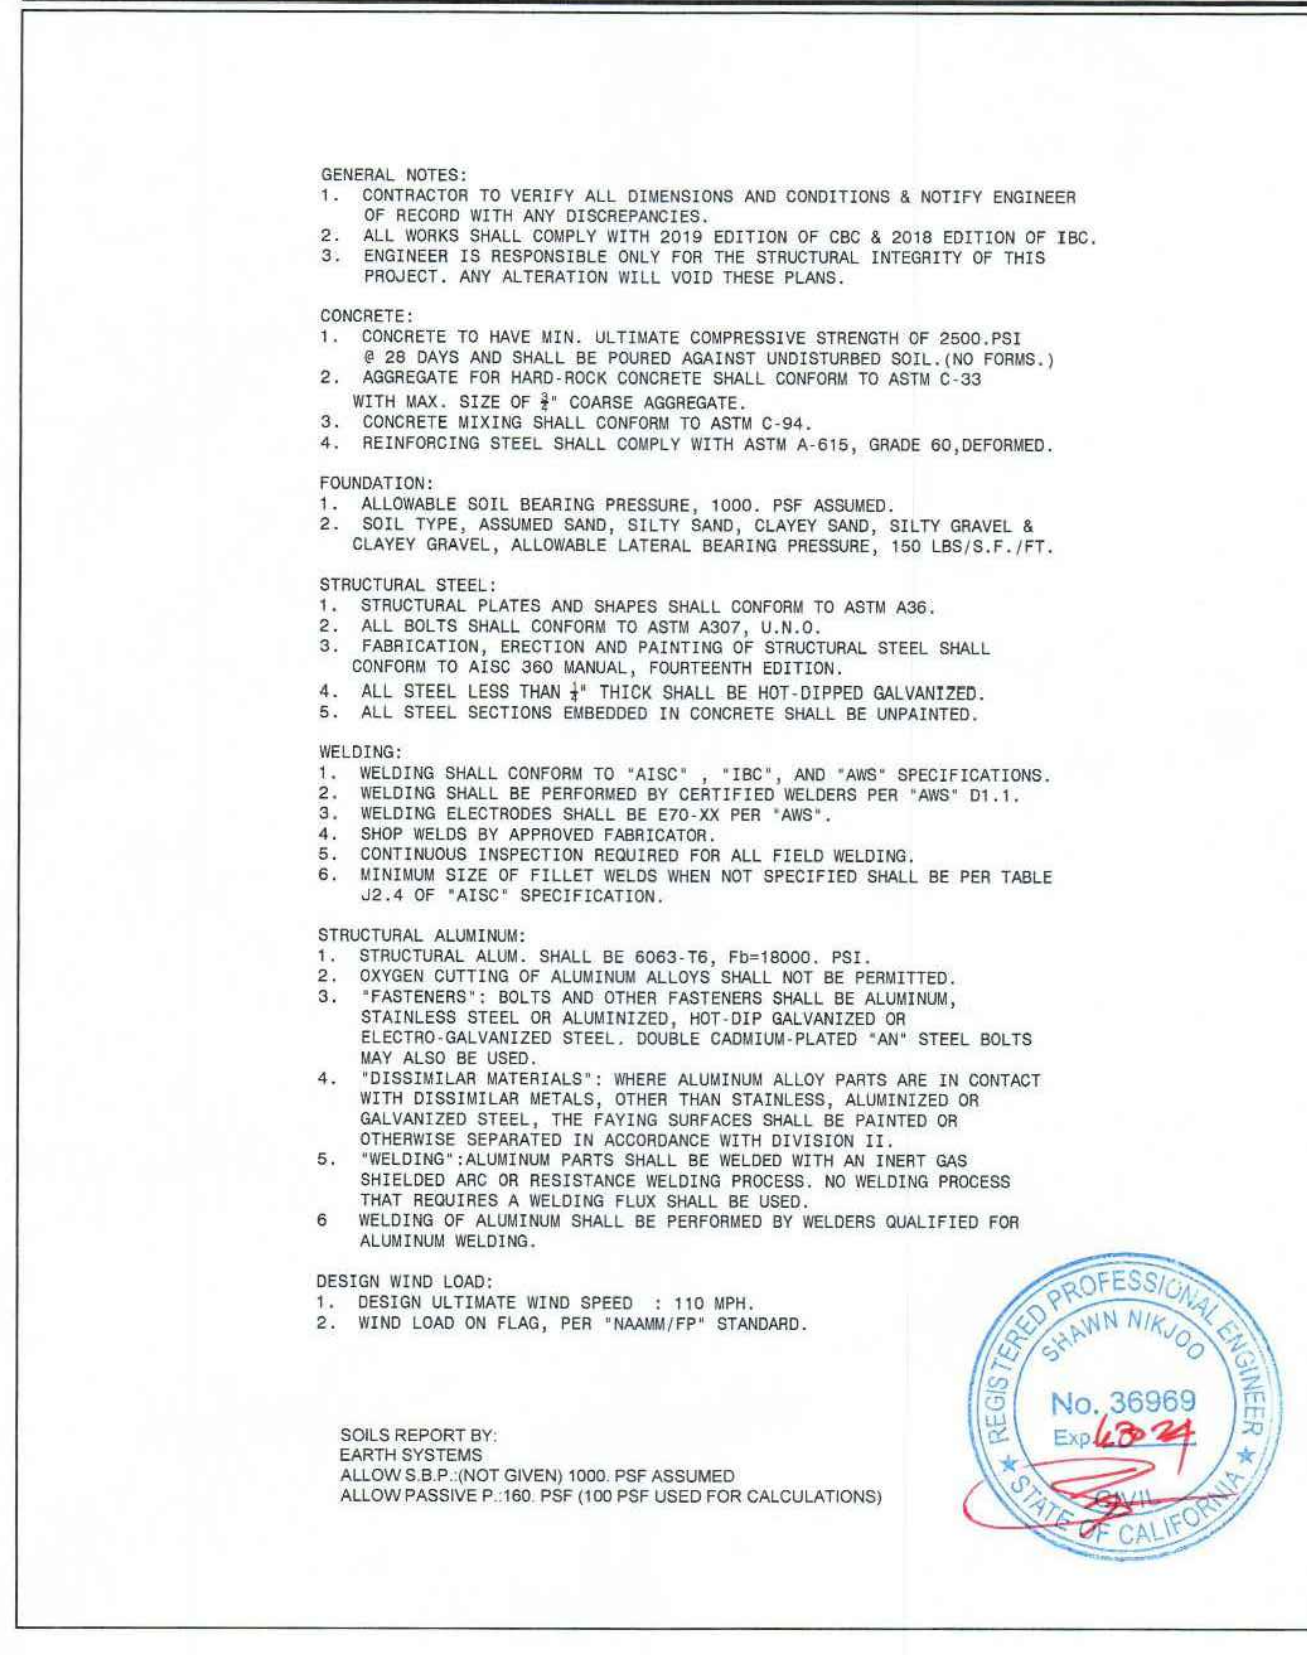 GENERAL NOTES:
1. CONTRACTOR TO VERIFY ALL DIMENSIONS AND CONDITIONS & NOTIFY ENGINEER
OF RECORD WITH ANY DISCREPANCIES.
2. ALL WORKS SHALL COMPLY WITH 2019 EDITION OF CBC & 2018 EDITION OF IBC.
3. ENGINEER IS RESPONSIBLE ONLY FOR THE STRUCTURAL INTEGRITY OF THIS
PROJECT. ANY ALTERATION WILL VOID THESE PLANS.
CONCRETE:
1. CONCRETE TO HAVE MIN. ULTIMATE COMPRESSIVE STRENGTH OF 2500.PSI
@ 28 DAYS AND SHALL BE POURED AGAINST UNDISTURBED SOIL.(NO FORMS.)
2. AGGREGATE FOR HARD-ROCK CONCRETE SHALL CONFORM TO ASTM C-33
WITH MAX. SIZE OF " COARSE AGGREGATE.
3. CONCRETE MIXING SHALL CONFORM TO ASTM C-94.
4. REINFORCING STEEL SHALL COMPLY WITH ASTM A-615, GRADE 60,DEFORMED.
FOUNDATION:
1. ALLOWABLE SOIL BEARING PRESSURE, 1000. PSF ASSUMED.
2. SOIL TYPE, ASSUMED SAND, SILTY SAND, CLAYEY SAND, SILTY GRAVEL &
CLAYEY GRAVEL, ALLOWABLE LATERAL BEARING PRESSURE, 150 LBS/S.F./FT.
STRUCTURAL STEEL:
1. STRUCTURAL PLATES AND SHAPES SHALL CONFORM TO ASTM A36.
2. ALL BOLTS SHALL CONFORM TO ASTM A307, U.N.O.
3. FABRICATION, ERECTION AND PAINTING OF STRUCTURAL STEEL SHALL
CONFORM TO AISC 360 MANUAL, FOURTEENTH EDITION.
4. ALL STEEL LESS THAN ¼" THICK SHALL BE HOT-DIPPED GALVANIZED.
5. ALL STEEL SECTIONS EMBEDDED IN CONCRETE SHALL BE UNPAINTED.
WELDING:
1. WELDING SHALL CONFORM TO "AISC" , "IBC", AND "AWS" SPECIFICATIONS.
2. WELDING SHALL BE PERFORMED BY CERTIFIED WELDERS PER "AWS" D1.1.
3. WELDING ELECTRODES SHALL BE E70-XX PER "AWS".
4. SHOP WELDS BY APPROVED FABRICATOR.
5. CONTINUOUS INSPECTION REQUIRED FOR ALL FIELD WELDING.
6. MINIMUM SIZE OF FILLET WELDS WHEN NOT SPECIFIED SHALL BE PER TABLE
J2.4 OF "AISC" SPECIFICATION.
STRUCTURAL ALUMINUM:
1. STRUCTURAL ALUM. SHALL BE 6063-T6, Fb=18000. PSI.
2. OXYGEN CUTTING OF ALUMINUM ALLOYS SHALL NOT BE PERMITTED.
3. "FASTENERS": BOLTS AND OTHER FASTENERS SHALL BE ALUMINUM,
STAINLESS STEEL OR ALUMINIZED, HOT-DIP GALVANIZED OR
ELECTRO-GALVANIZED STEEL. DOUBLE CADMIUM-PLATED "AN" STEEL BOLTS
MAY ALSO BE USED.
4. "DISSIMILAR MATERIALS": WHERE ALUMINUM ALLOY PARTS ARE IN CONTACT
WITH DISSIMILAR METALS, OTHER THAN STAINLESS, ALUMINIZED OR
GALVANIZED STEEL, THE FAYING SURFACES SHALL BE PAINTED OR
OTHERWISE SEPARATED IN ACCORDANCE WITH DIVISION II.
5. "WELDING":ALUMINUM PARTS SHALL BE WELDED WITH AN INERT GAS
SHIELDED ARC OR RESISTANCE WELDING PROCESS. NO WELDING PROCESS
THAT REQUIRES A WELDING FLUX SHALL BE USED.
6 WELDING OF ALUMINUM SHALL BE PERFORMED BY WELDERS QUALIFIED FOR
ALUMINUM WELDING.
DESIGN WIND LOAD:
1. DESIGN ULTIMATE WIND SPEED : 110 MPH.
2. WIND LOAD ON FLAG, PER "NAAMM/FP" STANDARD.
SOILS REPORT BY:
EARTH SYSTEMS
ALLOW S.B.P.:(NOT GIVEN) 1000. PSF ASSUMED
ALLOW PASSIVE P.:160. PSF (100 PSF USED FOR CALCULATIONS)
REGISTERED PROFESSIONAL ENGINEER
SHAWN NIKJOO
No. 36969
Exp. 6 30 24
CIVIL
STATE OF CALIFORNIA